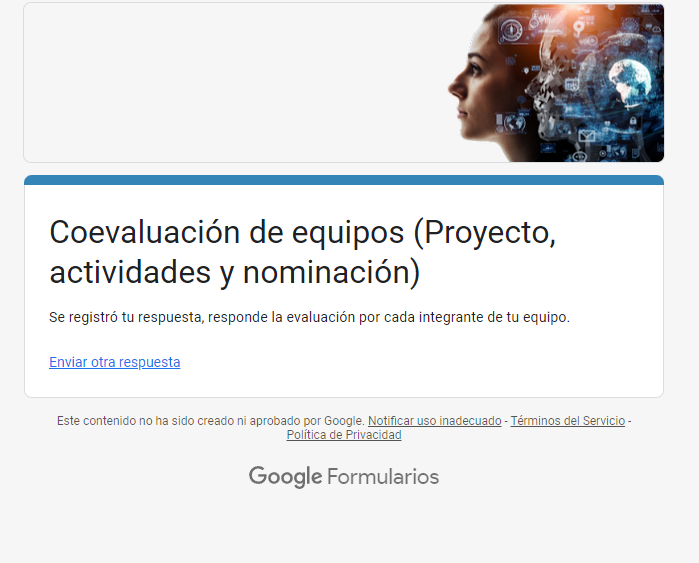 Coevaluación de equipos (Proyecto,
actividades y nominación)
Se registró tu respuesta, responde la evaluación por cada integrante de tu equipo.
Enviar otra respuesta
Este contenido no ha sido creado ni aprobado por Google. Notificar uso inadecuado - Términos del Servicio -
Política de Privacidad
Google Formularios